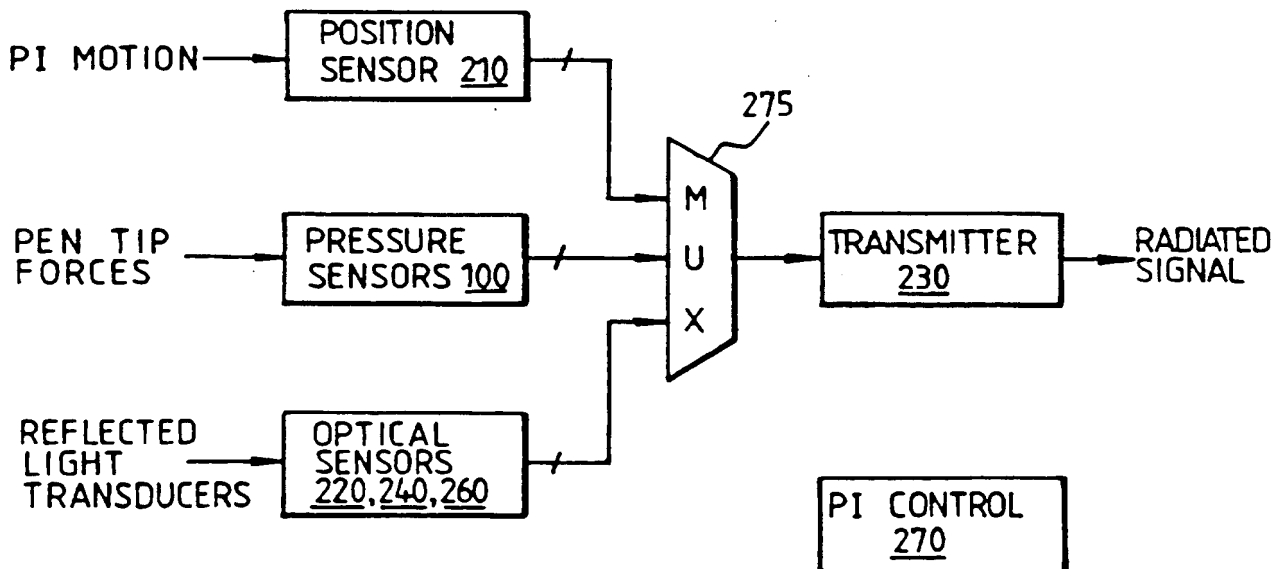 PI MOTION
POSITION
SENSOR 210
275
PEN TIP
FORCES
PRESSURE
SENSORS 100
M
U
X
TRANSMITTER
230
RADIATED
SIGNAL
REFLECTED
LIGHT
TRANSDUCERS
OPTICAL
SENSORS
220, 240, 260
PI CONTROL
270